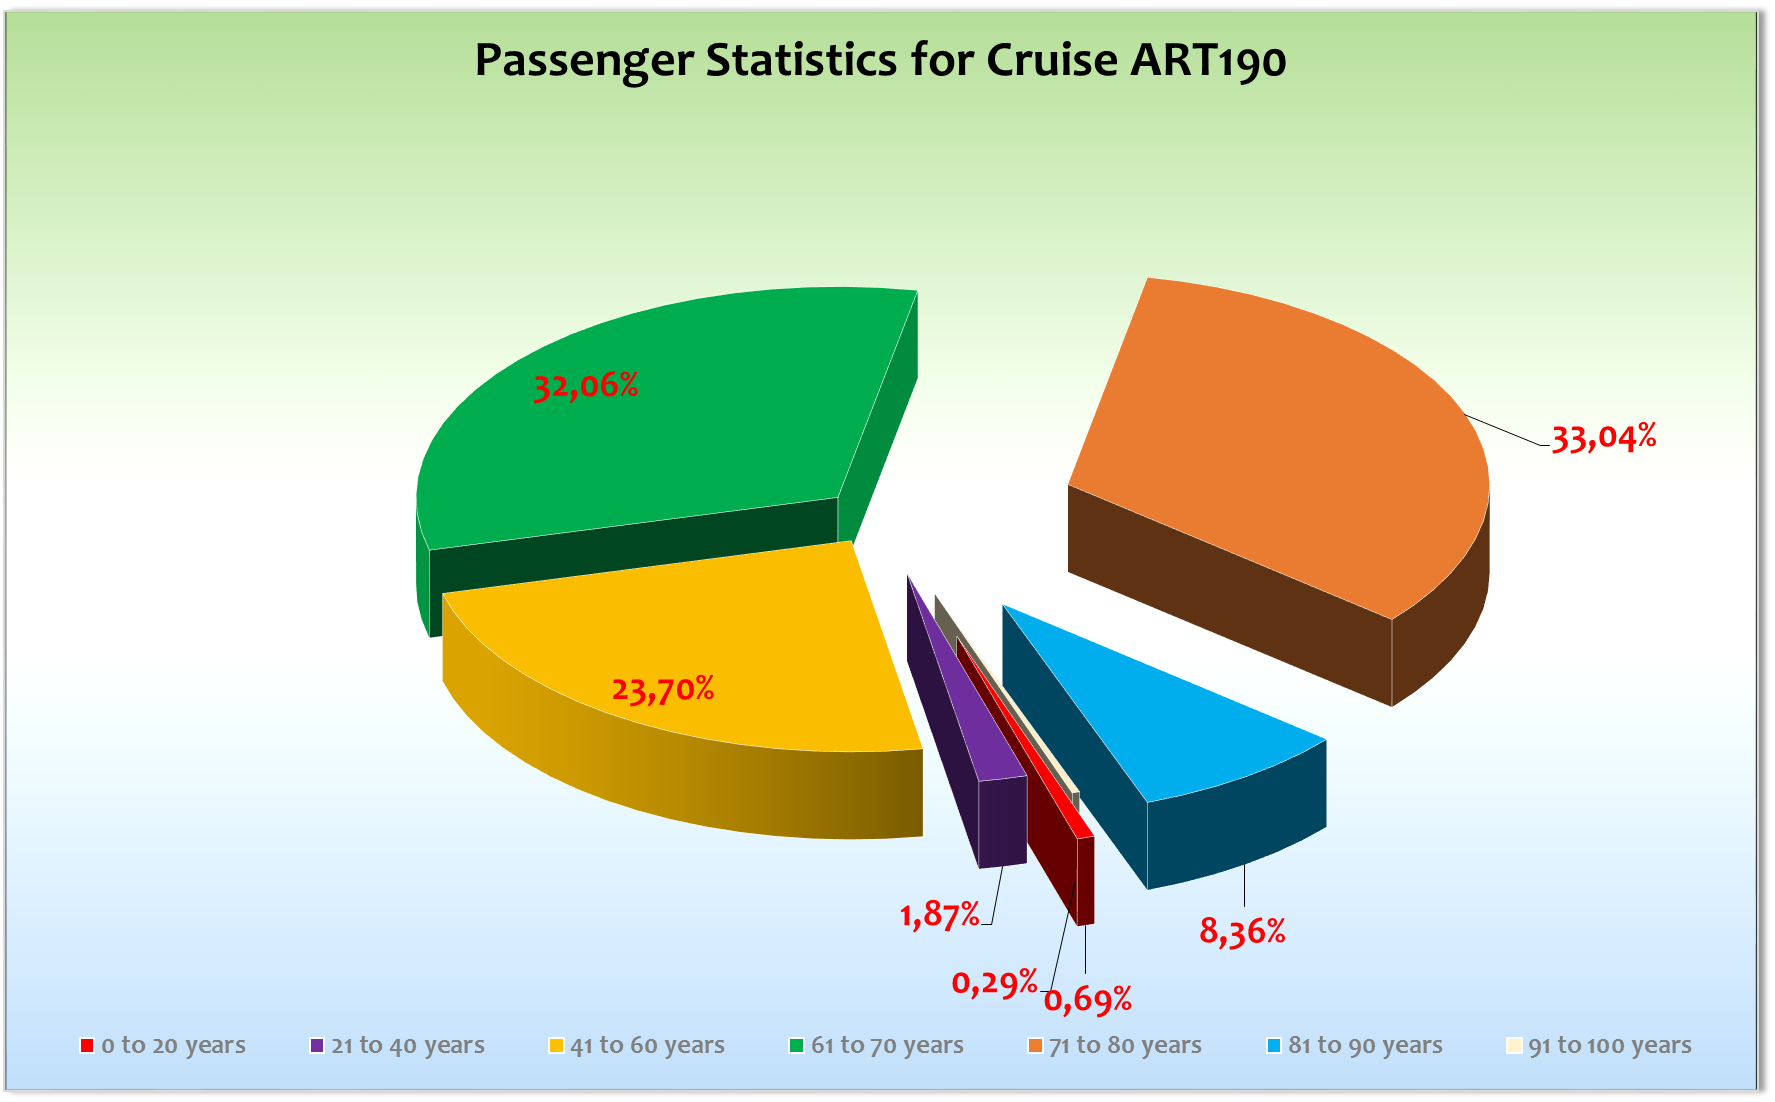 Passenger Statistics for Cruise ART190
32,06%
33,04%
23,70%
1,87%
8,36%
0,29%
0,69%
0 to 20 years
21 to 40 years
41 to 60 years
61 to 70 years
71 to 80 years
81 to 90 years
91 to 100 years